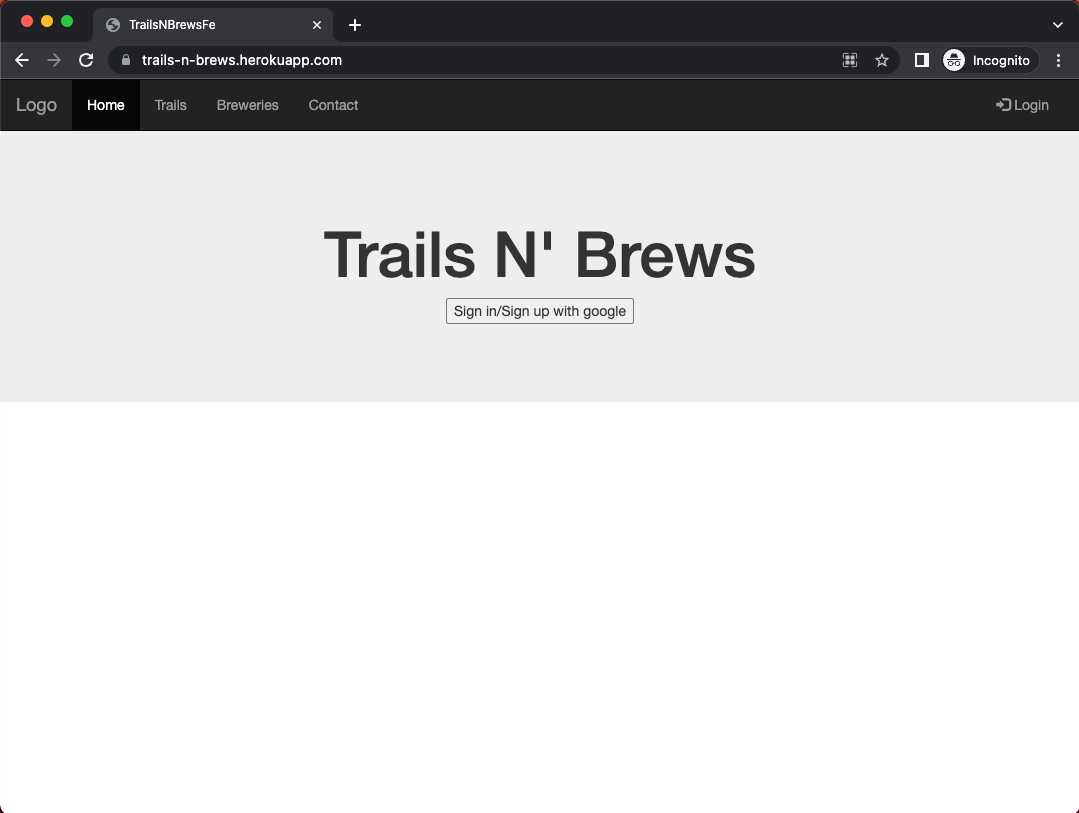 TrailsNBrewsFe
trails-n-brews.herokuapp.com
Incognito
Logo Home Trails Breweries Contact Login
Trails N' Brews
Sign in/Sign up with google